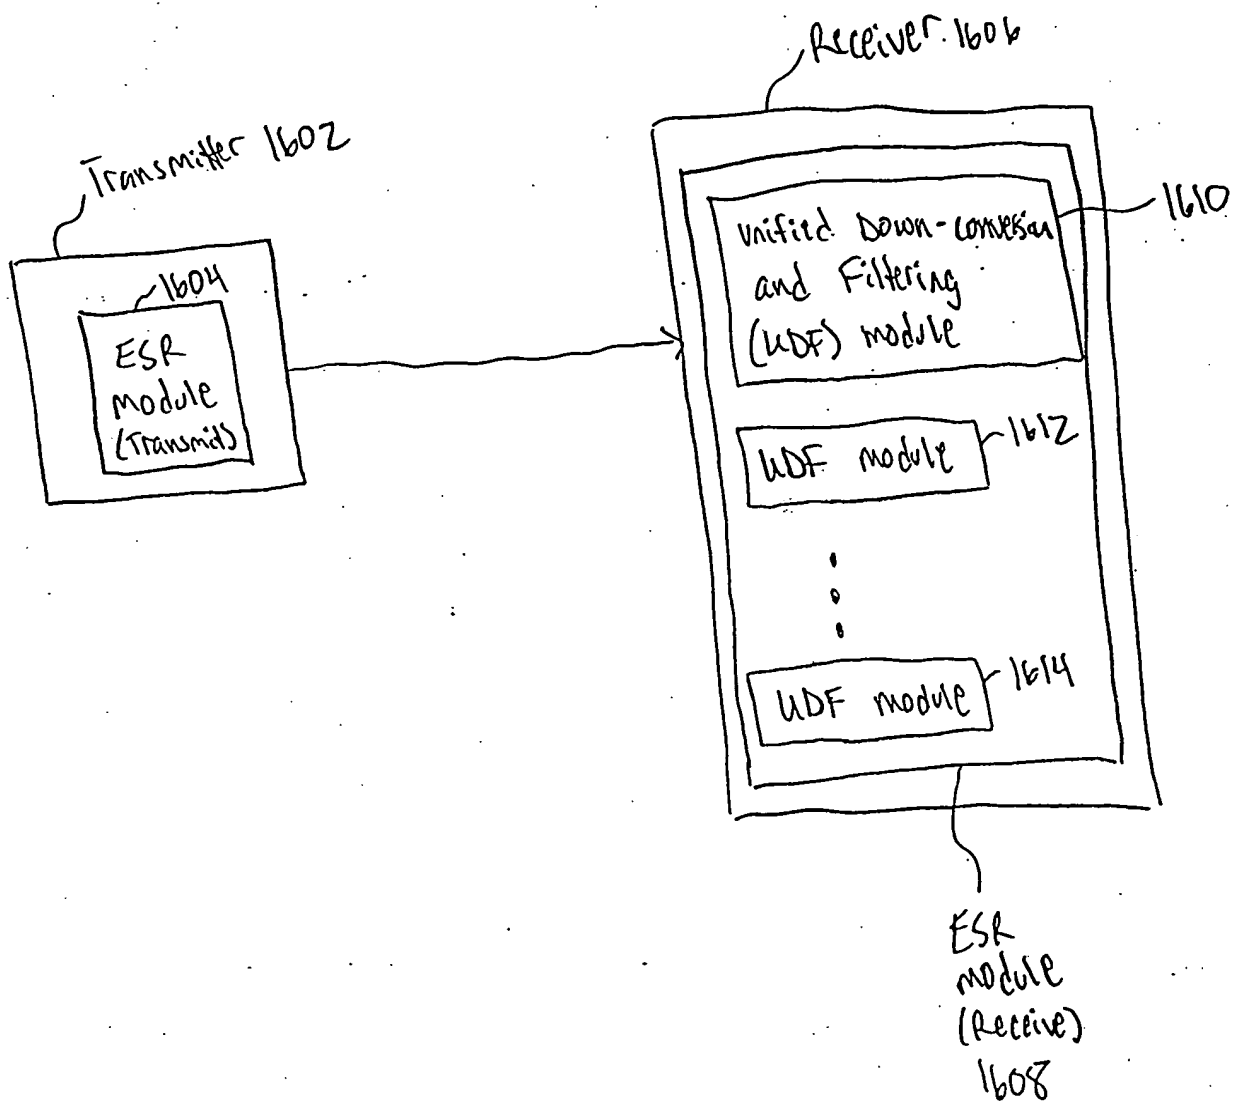 Receiver 1606
Transmitter 1602
1604
ESR
module
(Transmit)
1610
Unified Down-conversion
and Filtering
(UDF) module
1612
UDF module
1614
UDF module
ESR
module
(Receive)
1608